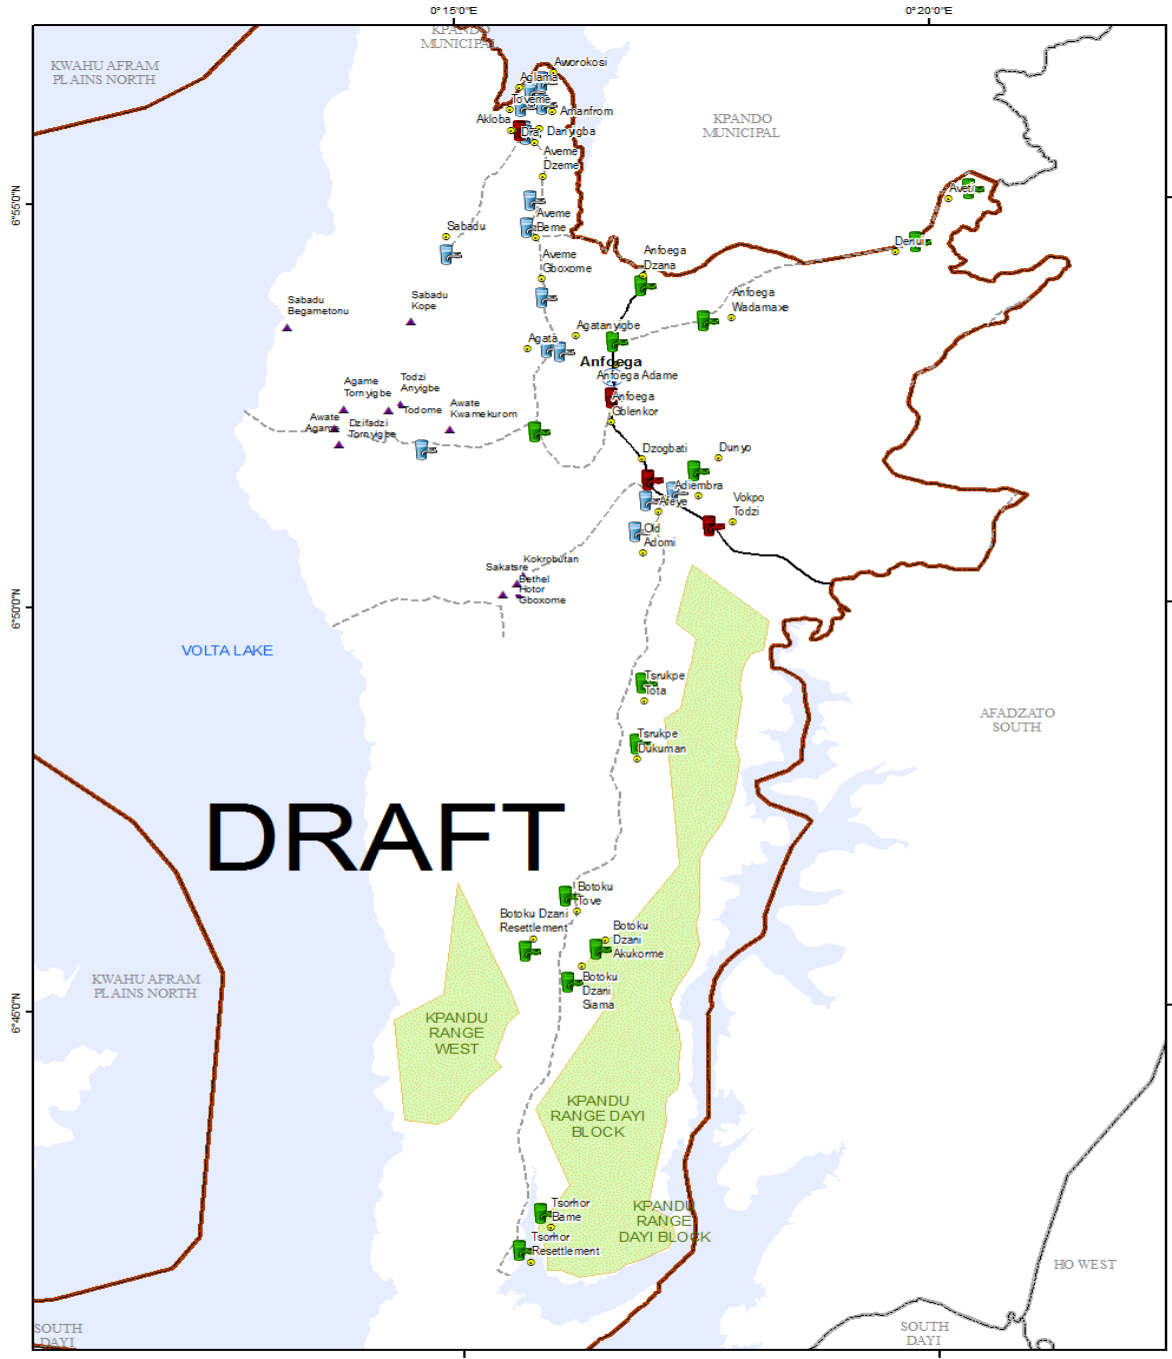 0°15'0"E
0°20'0"E
KPANDO
MUNICIPAL
KWAHU AFRAM
PLAINS NORTH
Aworokosi
Aglama
Toveme
Amanfrom
Akloba
Dra
Danyigba
KPANDO
MUNICIPAL
Aveme
Dzeme
6°55'0"N
Aveti
Aveme
Beme
Sabadu
Denu
Aveme
Gboxome
Anfoega
Dzana
Sabadu
Begametonu
Sabadu
Kope
Anfoega
Wadamaxe
Agatanyigbe
Agata
Anfoega
Anfoega Adame
Agame
Tornyigbe
Todzi
Anyigbe
Todome
Awate
Kwamekurom
Anfoega
Gblenkor
Awate
Agame
Dzifadzi
Tornyigbe
Dzogbati
Dunyo
Adiembra
Afeye
Vokpo
Todzi
Old
Adomi
Kokrobutan
Sakatsre
Bethel
Hotor
Gboxome
6°50'0"N
VOLTA LAKE
Tsrukpe
Tota
AFADZATO
SOUTH
Tsrukpe
Dukuman
DRAFT
Botoku
Tove
Botoku Dzani
Resettlement
Botoku
Dzani
Akukorme
KWAHU AFRAM
PLAINS NORTH
Botoku
Dzani
Siama
6°45'0"N
KPANDU
RANGE
WEST
KPANDU
RANGE DAYI
BLOCK
Tsorhor
Bame
KPANDU
RANGE
DAYI BLOCK
Tsorhor
Resettlement
HO WEST
SOUTH
DAYI
SOUTH
DAYI